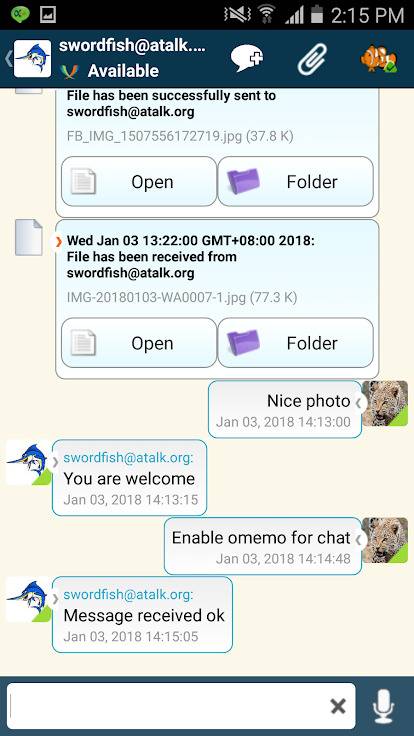 2:15 PM
swordfish@atalk....
Available
File has been successfully sent to
swordfish@atalk.org
FB_IMG_1507556172719.jpg (37.8 K)
Open
Folder
Wed Jan 03 13:22:00 GMT+08:00 2018:
File has been received from
swordfish@atalk.org
IMG-20180103-WA0007-1.jpg (77.3 K)
Open
Folder
Nice photo
Jan 03, 2018 14:13:00
swordfish@atalk.org:
You are welcome
Jan 03, 2018 14:13:15
Enable omemo for chat
Jan 03, 2018 14:14:48
swordfish@atalk.org:
Message received ok
Jan 03, 2018 14:15:05